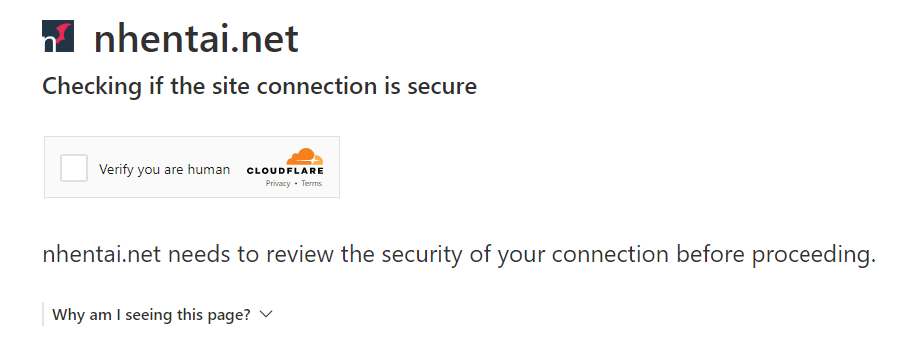 nhentai.net
Checking if the site connection is secure
Verify you are human
CLOUDFLARE
Privacy • Terms
nhentai.net needs to review the security of your connection before proceeding.
Why am I seeing this page?